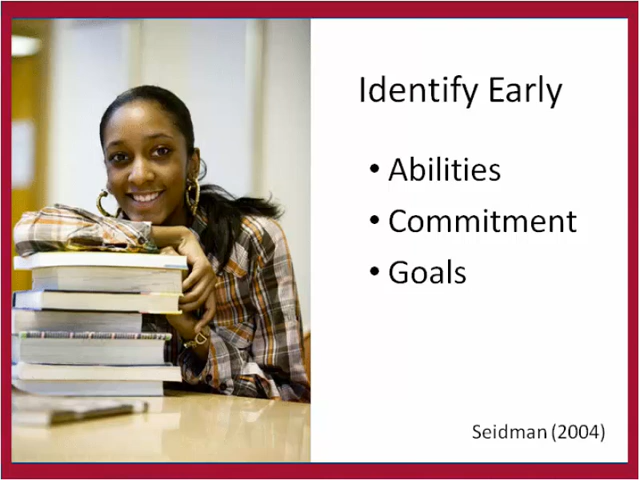 Identify Early
• Abilities
• Commitment
• Goals
Seidman (2004)